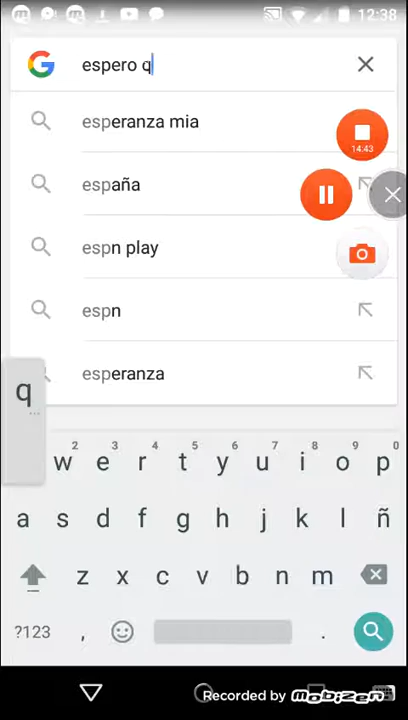 12:38
G espero q
esperanza mia
14:43
españa
espn play
espn
esperanza
q
2 3 4 5 6 7 8 9 0
w e r t y u i o p
a s d f g h j k l ñ
z x c v b n m
?123 , .
Recorded by mobizen